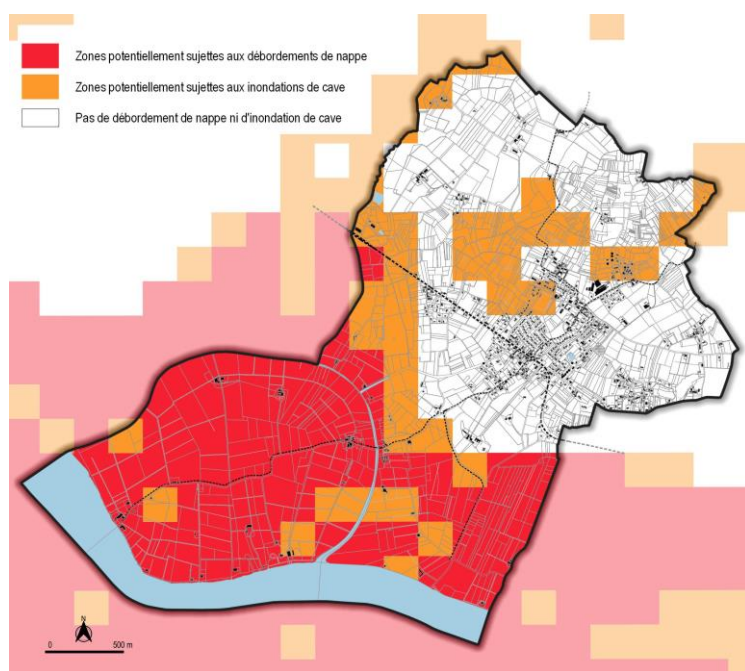 Zones potentiellement sujettes aux débordements de nappe
Zones potentiellement sujettes aux inondations de cave
Pas de débordement de nappe ni d'inondation de cave
N
0 500 m